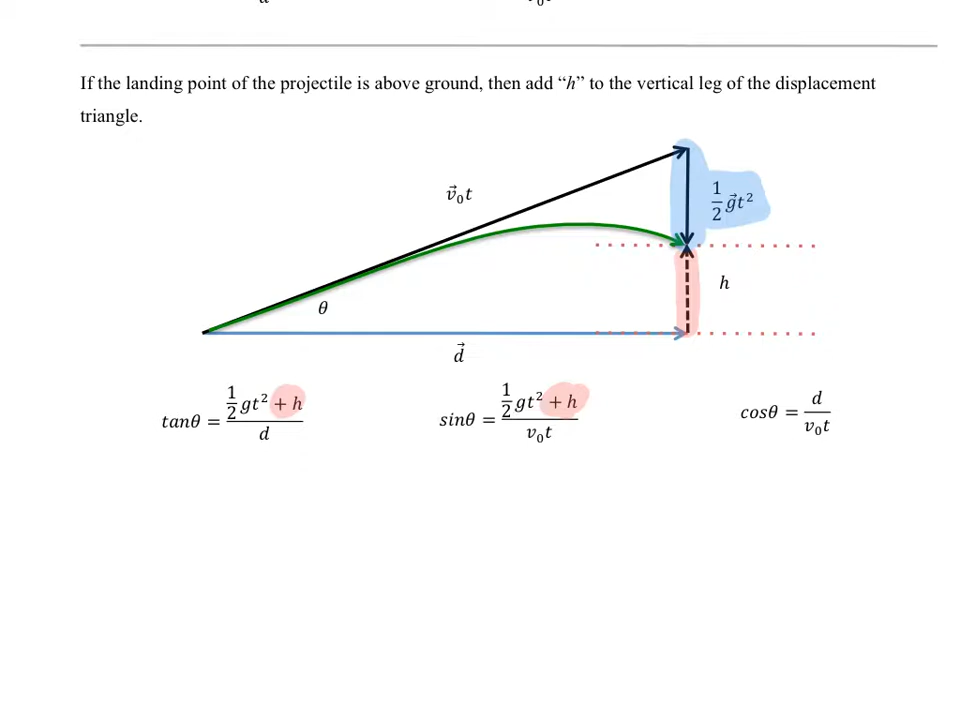 d
v₀t
If the landing point of the projectile is above ground, then add “h” to the vertical leg of the displacement
triangle.
v⃗₀t
1/2 g⃗t²
h
θ
d⃗
tanθ = (1/2 gt² + h)/d
sinθ = (1/2 gt² + h)/(v₀t)
cosθ = d/(v₀t)